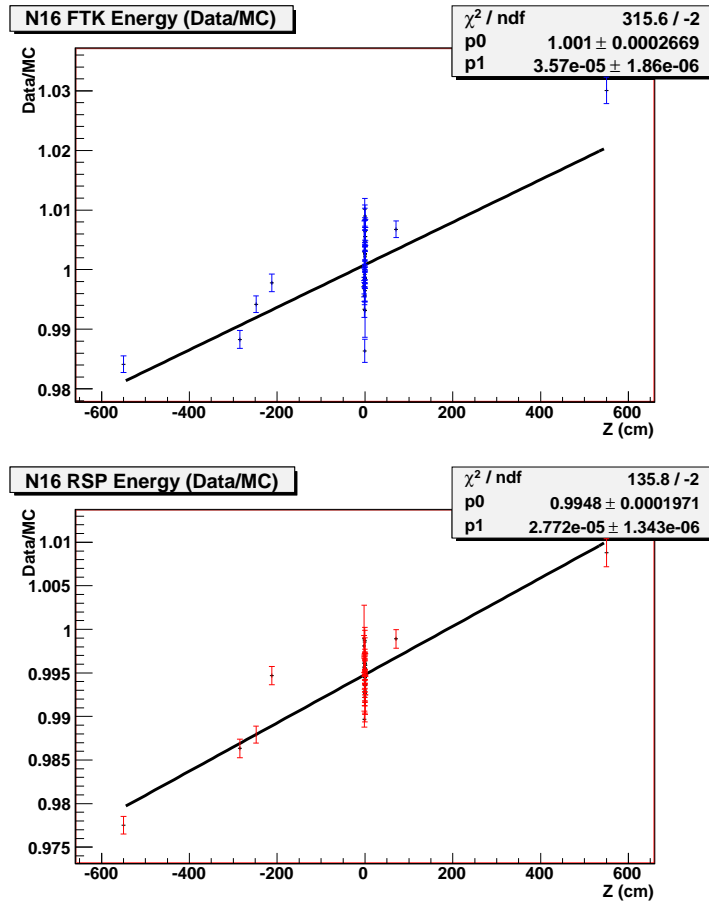 N16 FTK Energy (Data/MC)
χ² / ndf 315.6 / -2
p0 1.001 ± 0.0002669
p1 3.57e-05 ± 1.86e-06
Data/MC
1.03
1.02
1.01
1
0.99
0.98
-600 -400 -200 0 200 400 600
Z (cm)
N16 RSP Energy (Data/MC)
χ² / ndf 135.8 / -2
p0 0.9948 ± 0.0001971
p1 2.772e-05 ± 1.343e-06
Data/MC
1.01
1.005
1
0.995
0.99
0.985
0.98
0.975
-600 -400 -200 0 200 400 600
Z (cm)